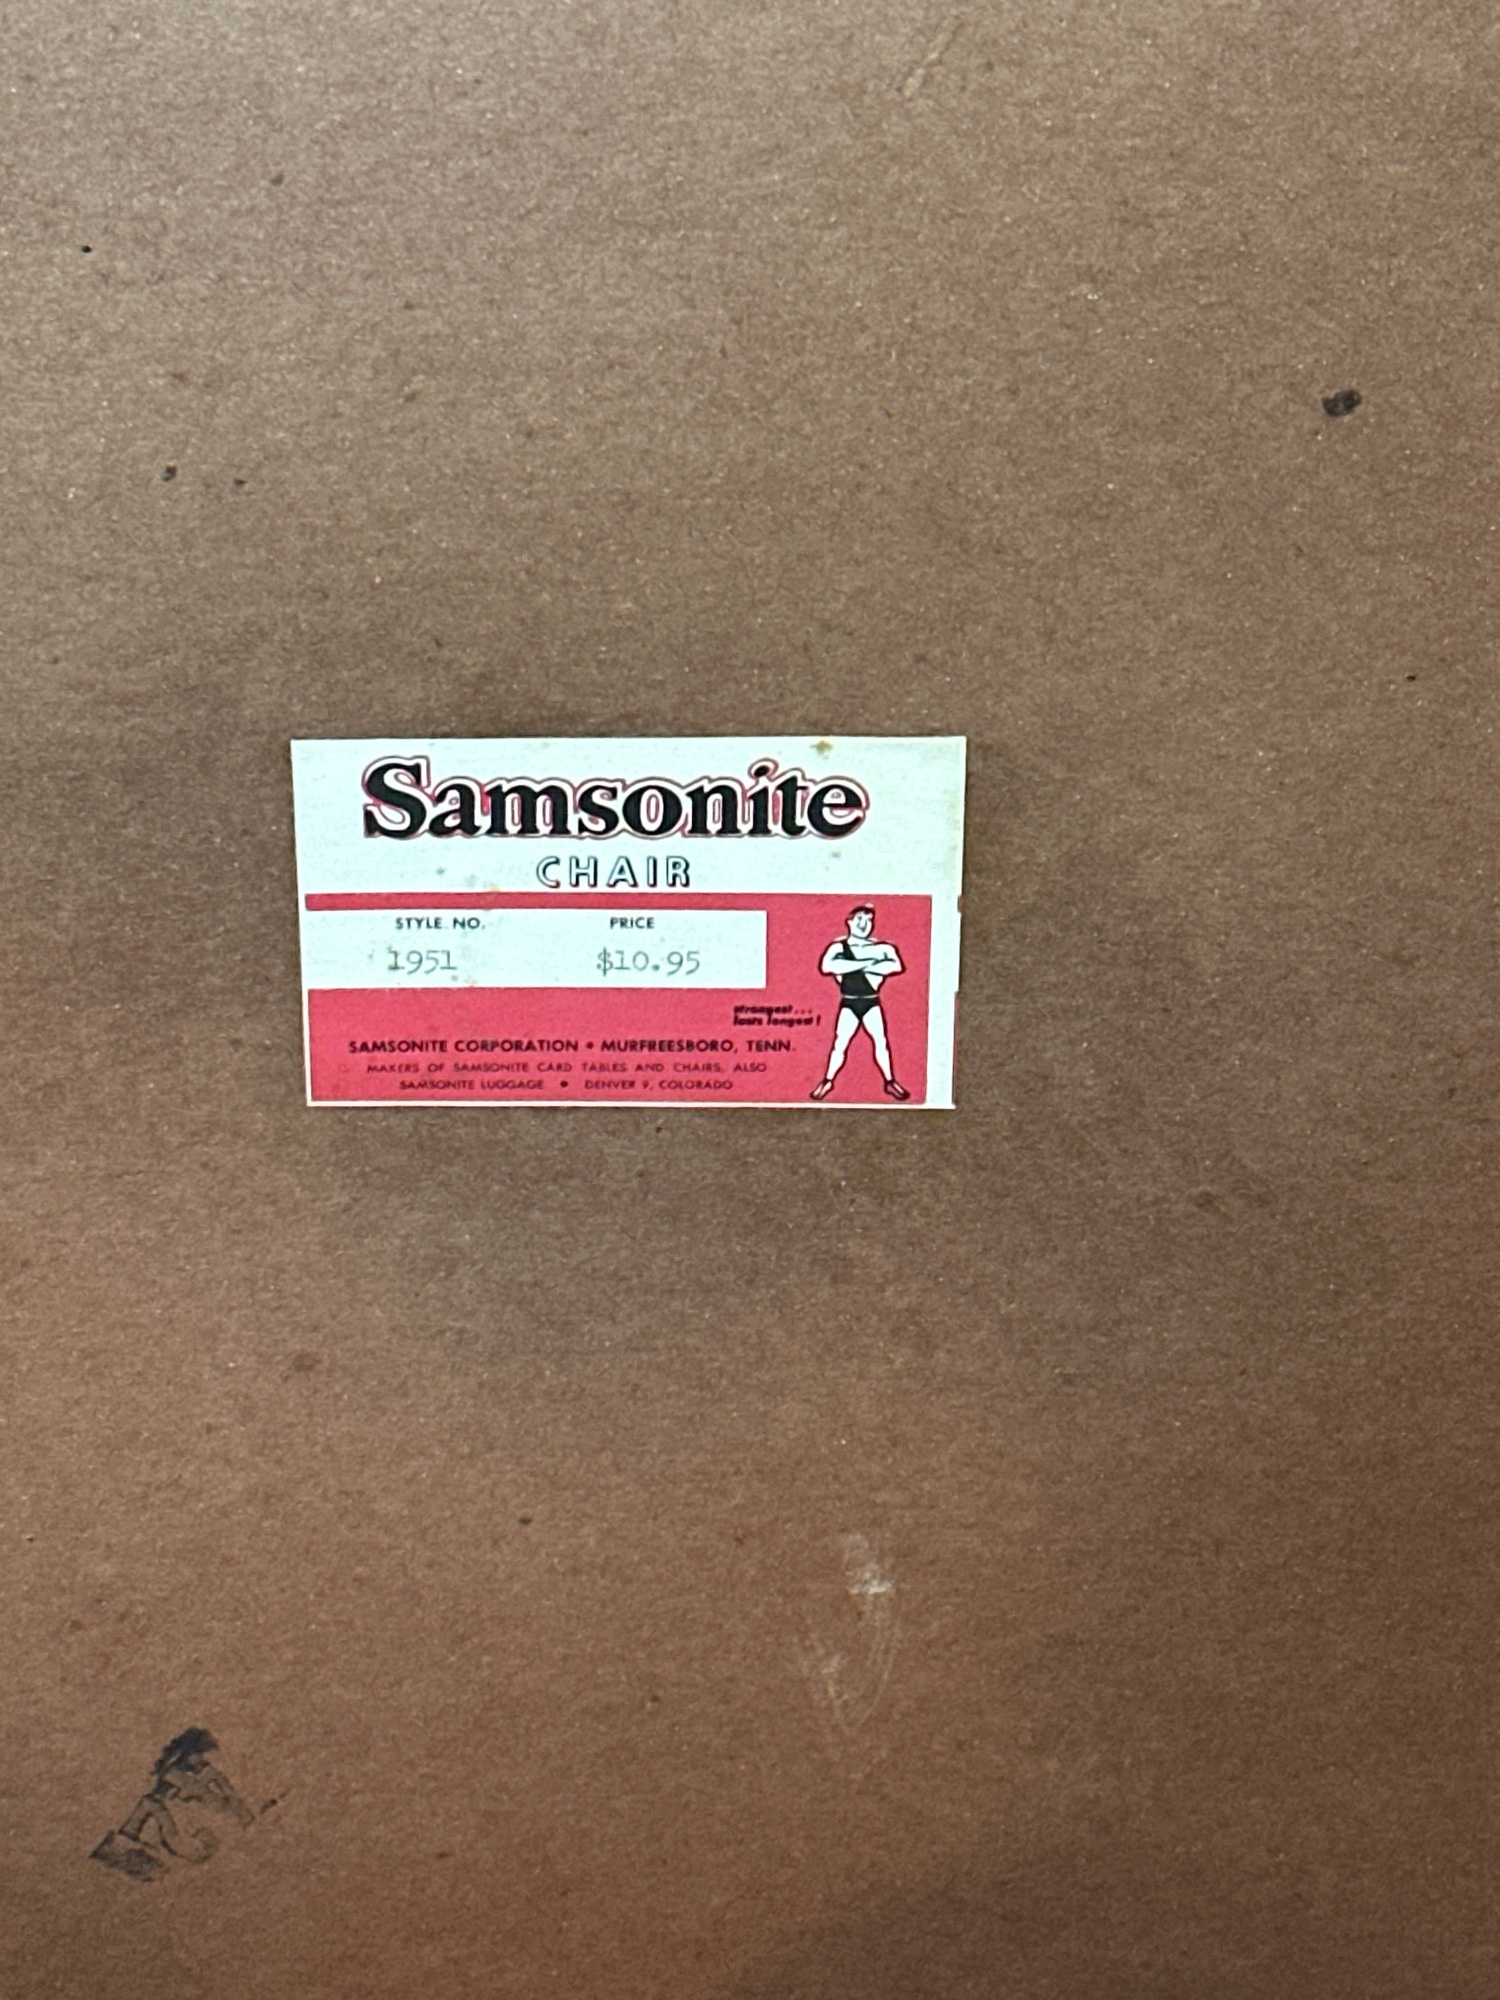 Samsonite
CHAIR
STYLE NO. PRICE
1951 $10.95
strongest...
lasts longest!
SAMSONITE CORPORATION • MURFREESBORO, TENN.
MAKERS OF SAMSONITE CARD TABLES AND CHAIRS, ALSO
SAMSONITE LUGGAGE • DENVER 9, COLORADO